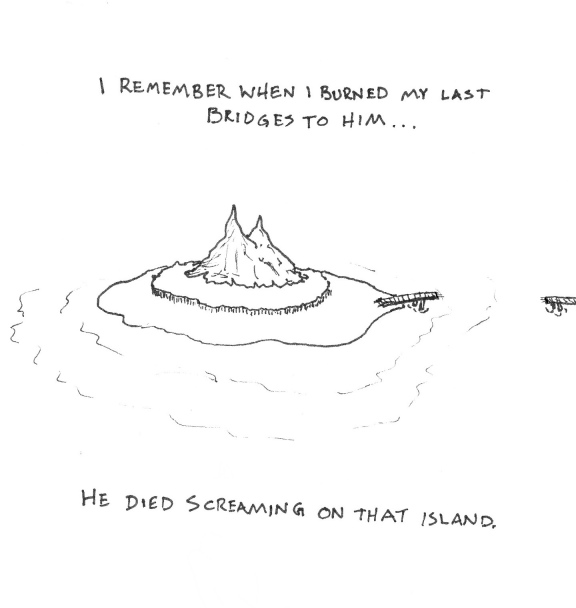 I REMEMBER WHEN I BURNED MY LAST
BRIDGES TO HIM...
HE DIED SCREAMING ON THAT ISLAND.